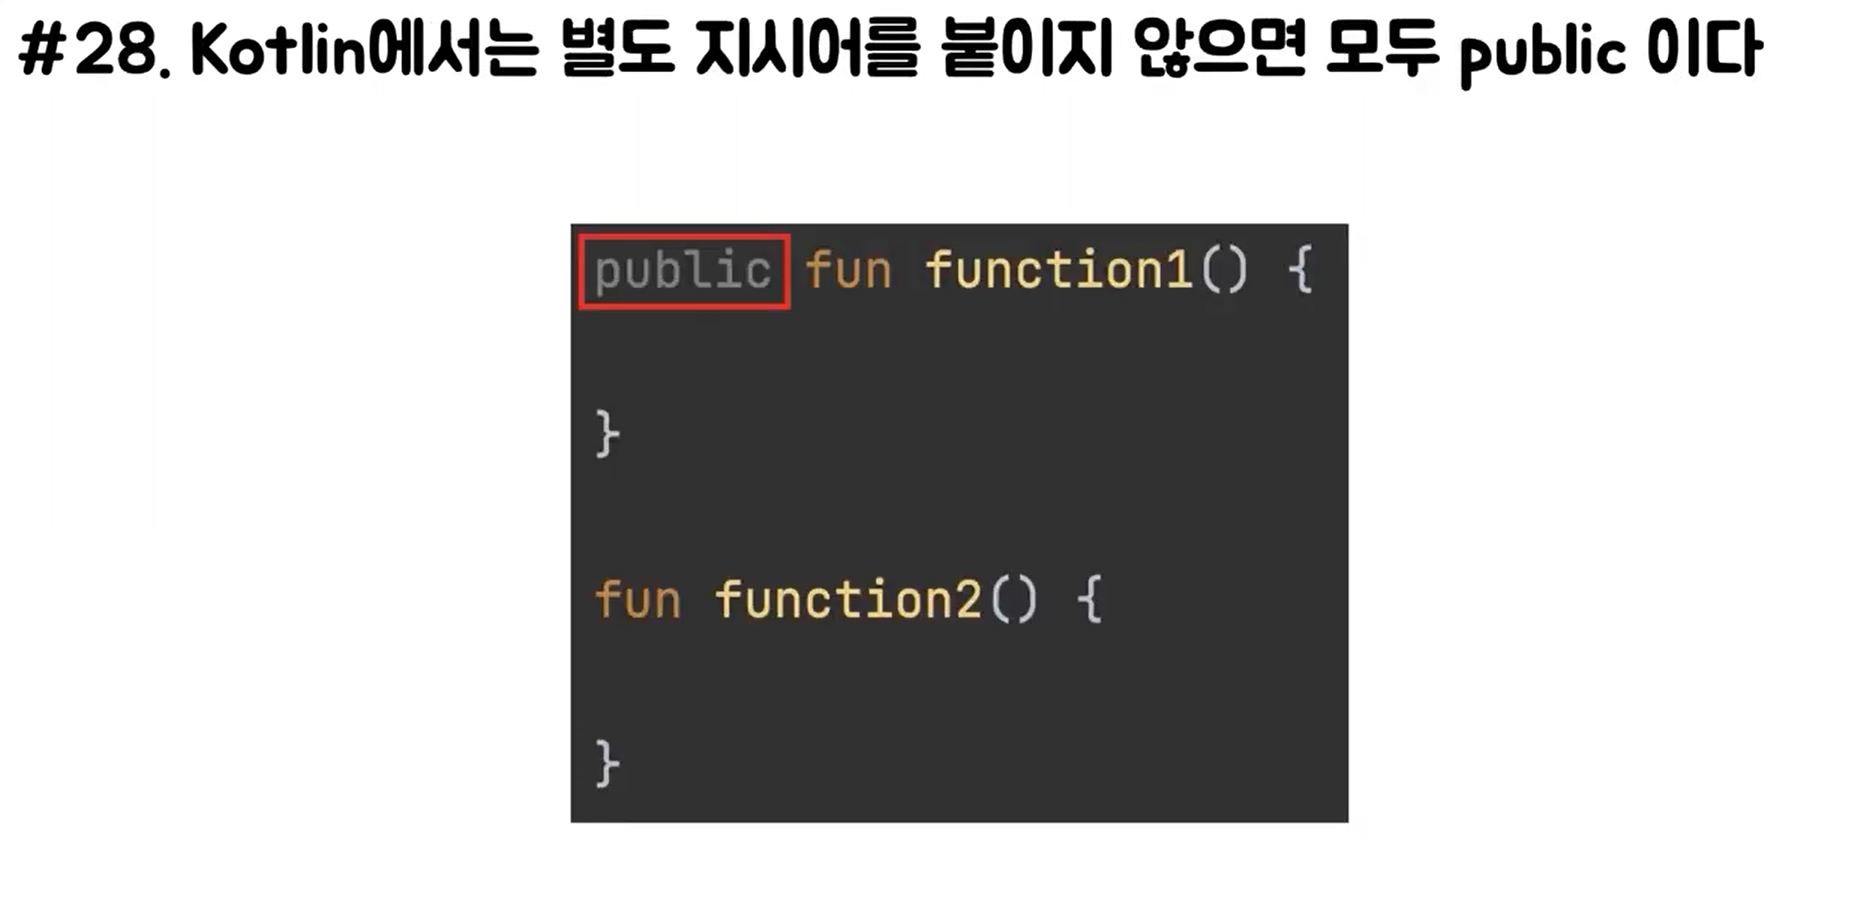 #28. Kotlin에서는 별도 지시어를 붙이지 않으면 모두 public 이다
public fun function1() {
}
fun function2() {
}